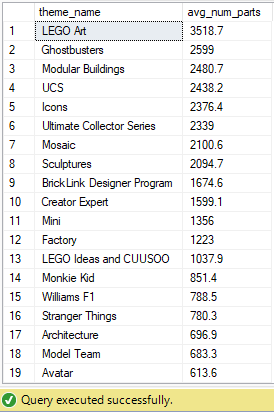 theme_name avg_num_parts
1 LEGO Art 3518.7
2 Ghostbusters 2599
3 Modular Buildings 2480.7
4 UCS 2438.2
5 Icons 2376.4
6 Ultimate Collector Series 2339
7 Mosaic 2100.6
8 Sculptures 2094.7
9 BrickLink Designer Program 1674.6
10 Creator Expert 1599.1
11 Mini 1356
12 Factory 1223
13 LEGO Ideas and CUUSOO 1037.9
14 Monkie Kid 851.4
15 Williams F1 788.5
16 Stranger Things 780.3
17 Architecture 696.9
18 Model Team 683.3
19 Avatar 613.6
Query executed successfully.